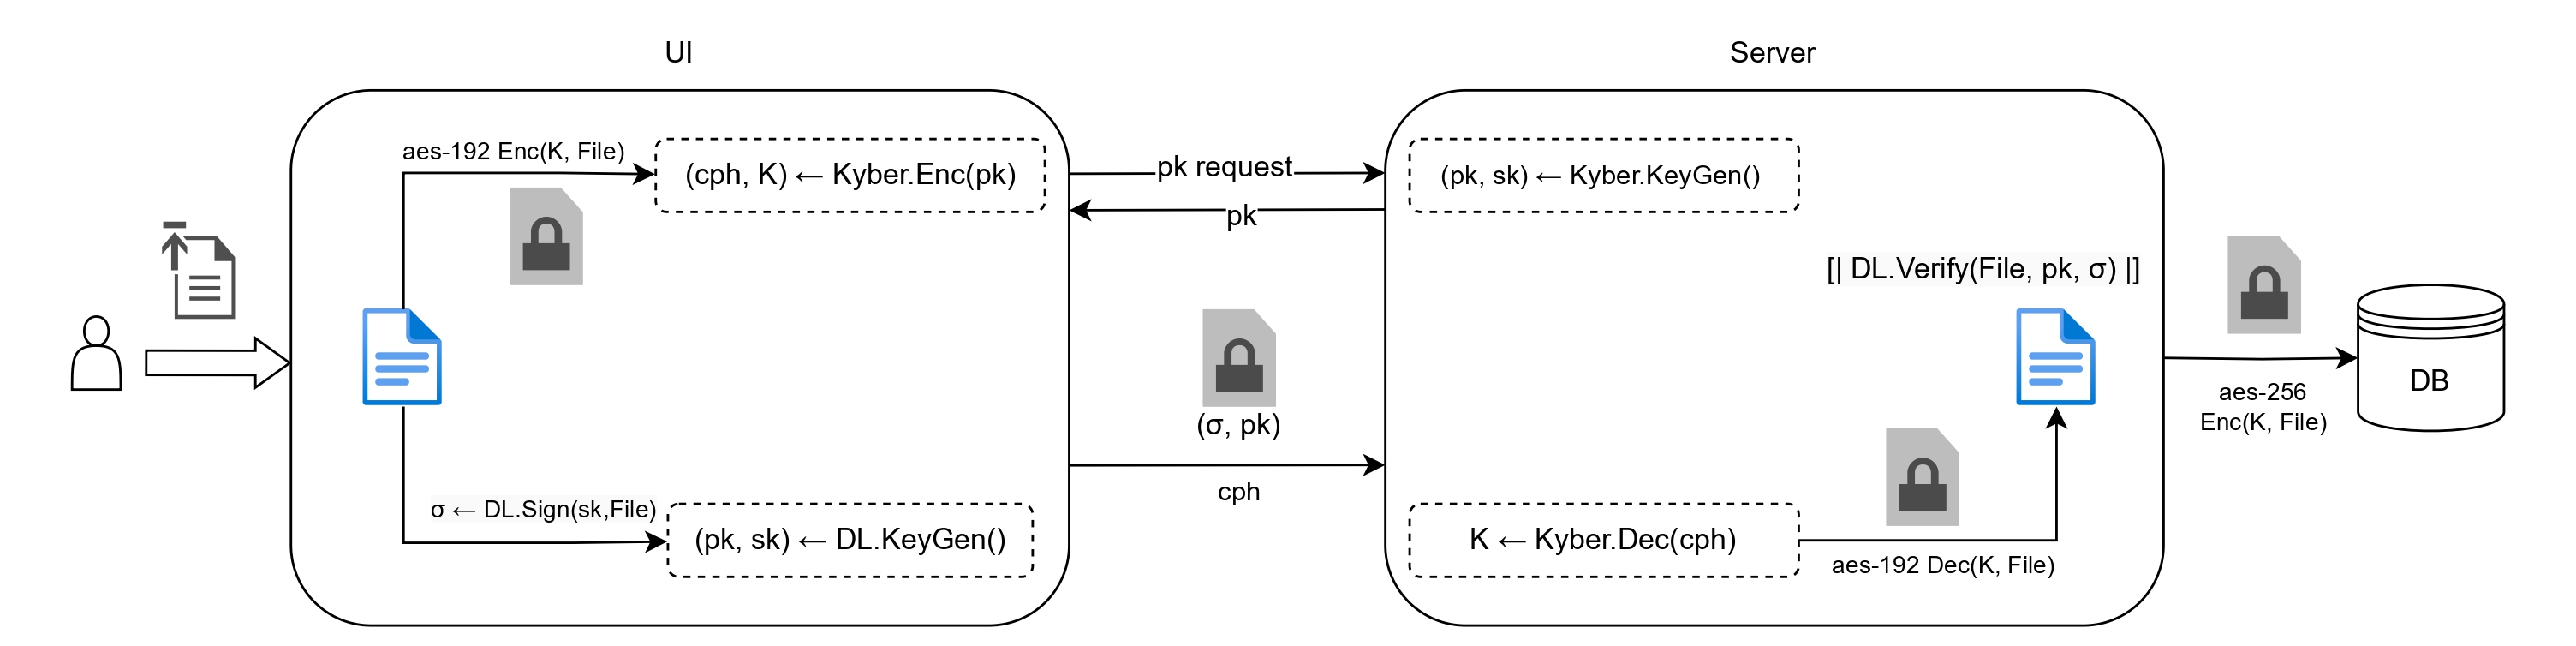 UI
Server
aes-192 Enc(K, File)
(cph, K) ← Kyber.Enc(pk)
pk request
pk
(pk, sk) ← Kyber.KeyGen()
[| DL.Verify(File, pk, σ) |]
(σ, pk)
cph
σ ← DL.Sign(sk,File)
(pk, sk) ← DL.KeyGen()
K ← Kyber.Dec(cph)
aes-192 Dec(K, File)
aes-256
Enc(K, File)
DB